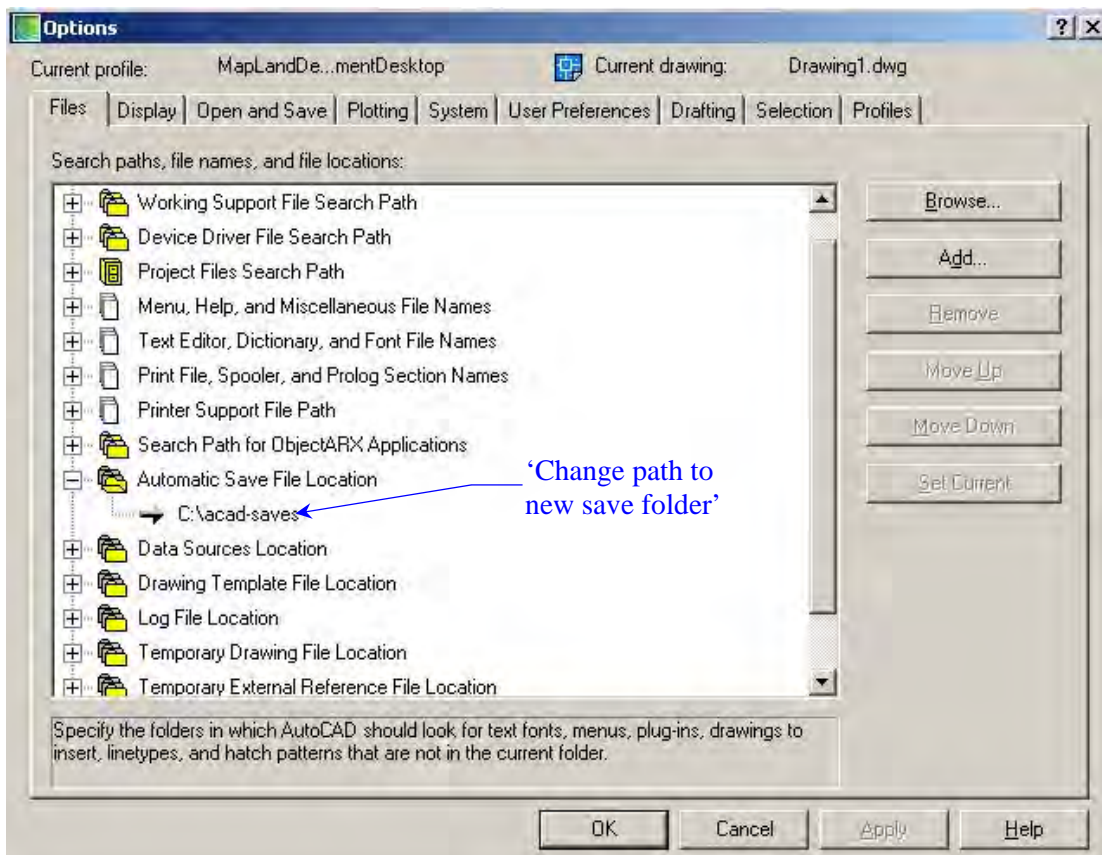 Options
Current profile: MapLandDe...mentDesktop Current drawing: Drawing1.dwg
Files Display Open and Save Plotting System User Preferences Drafting Selection Profiles
Search paths, file names, and file locations:
Working Support File Search Path
Device Driver File Search Path
Project Files Search Path
Menu, Help, and Miscellaneous File Names
Text Editor, Dictionary, and Font File Names
Print File, Spooler, and Prolog Section Names
Printer Support File Path
Search Path for ObjectARX Applications
Automatic Save File Location
C:\acad-saves
Data Sources Location
Drawing Template File Location
Log File Location
Temporary Drawing File Location
Temporary External Reference File Location
‘Change path to
new save folder’
Browse...
Add...
Remove
Move Up
Move Down
Set Current
Specify the folders in which AutoCAD should look for text fonts, menus, plug-ins, drawings to
insert, linetypes, and hatch patterns that are not in the current folder.
OK Cancel Apply Help